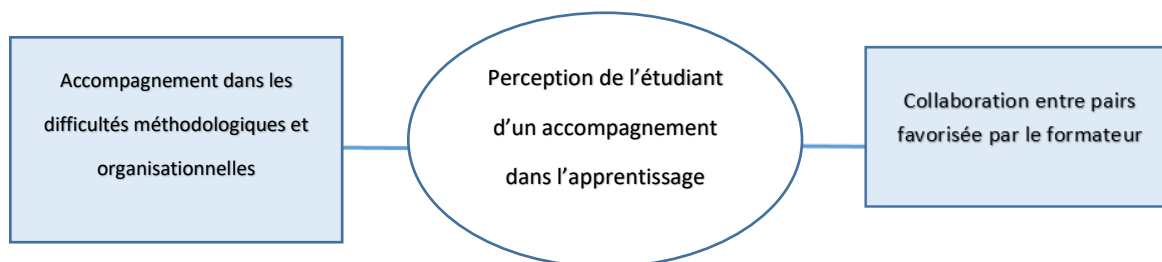 Accompagnement dans les
difficultés méthodologiques et
organisationnelles
Perception de l'étudiant
d'un accompagnement
dans l'apprentissage
Collaboration entre pairs
favorisée par le formateur